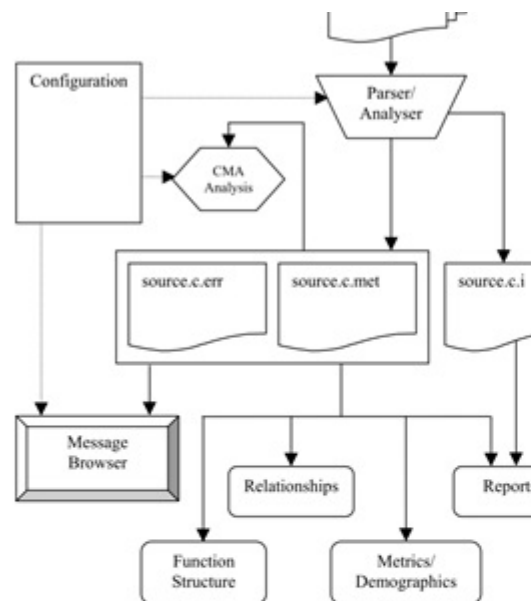 Configuration
Parser/
Analyser
CMA
Analysis
source.c.err
source.c.met
source.c.i
Message
Browser
Relationships
Report
Function
Structure
Metrics/
Demographics